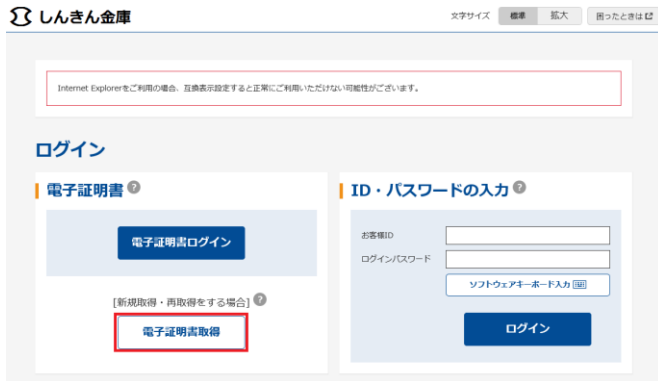 しんきん金庫
文字サイズ 標準 拡大 困ったときは
Internet Explorerをご利用の場合、互換表示設定すると正常にご利用いただけない可能性がございます。
ログイン
電子証明書 ?
電子証明書ログイン
[新規取得・再取得をする場合] ?
電子証明書取得
ID・パスワードの入力 ?
お客様ID
ログインパスワード
ソフトウェアキーボード入力
ログイン